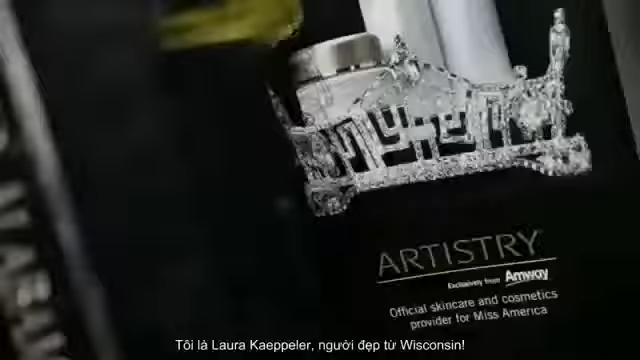 ARTISTRY
Exclusively from Amway
Official skincare and cosmetics
provider for Miss America
Tôi là Laura Kaeppeler, người đẹp từ Wisconsin!